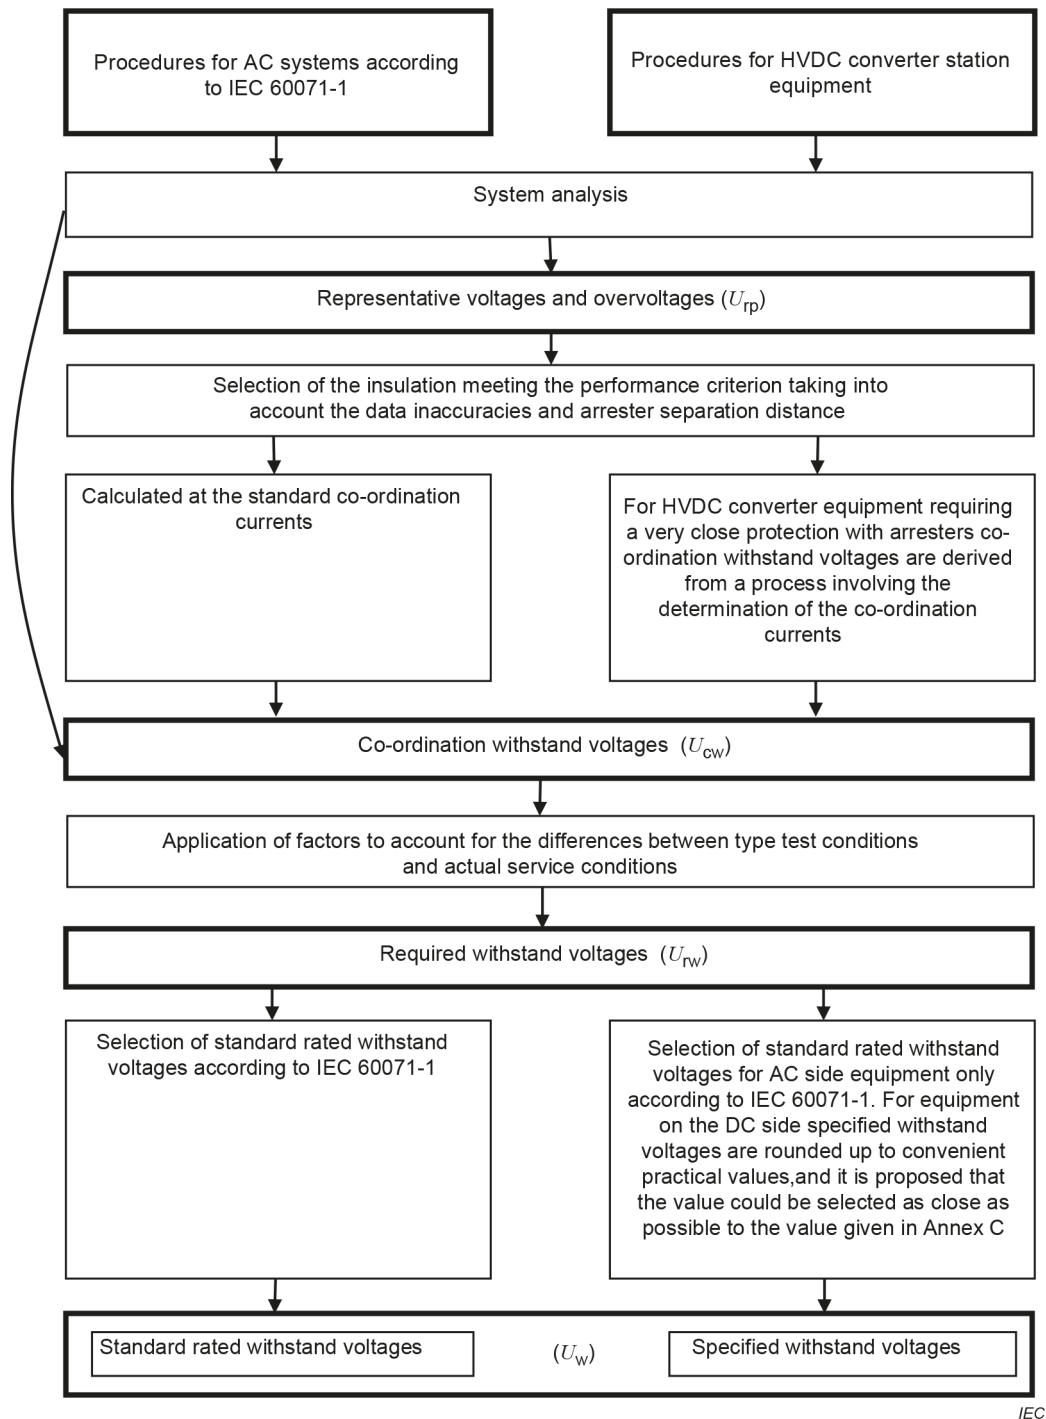 Procedures for AC systems according
to IEC 60071-1
Procedures for HVDC converter station
equipment
System analysis
Representative voltages and overvoltages (Urp)
Selection of the insulation meeting the performance criterion taking into
account the data inaccuracies and arrester separation distance
Calculated at the standard co-ordination
currents
For HVDC converter equipment requiring
a very close protection with arresters co-
ordination withstand voltages are derived
from a process involving the
determination of the co-ordination
currents
Co-ordination withstand voltages (Ucw)
Application of factors to account for the differences between type test conditions
and actual service conditions
Required withstand voltages (Urw)
Selection of standard rated withstand
voltages according to IEC 60071-1
Selection of standard rated withstand
voltages for AC side equipment only
according to IEC 60071-1. For equipment
on the DC side specified withstand
voltages are rounded up to convenient
practical values,and it is proposed that
the value could be selected as close as
possible to the value given in Annex C
Standard rated withstand voltages
(Uw)
Specified withstand voltages
IEC